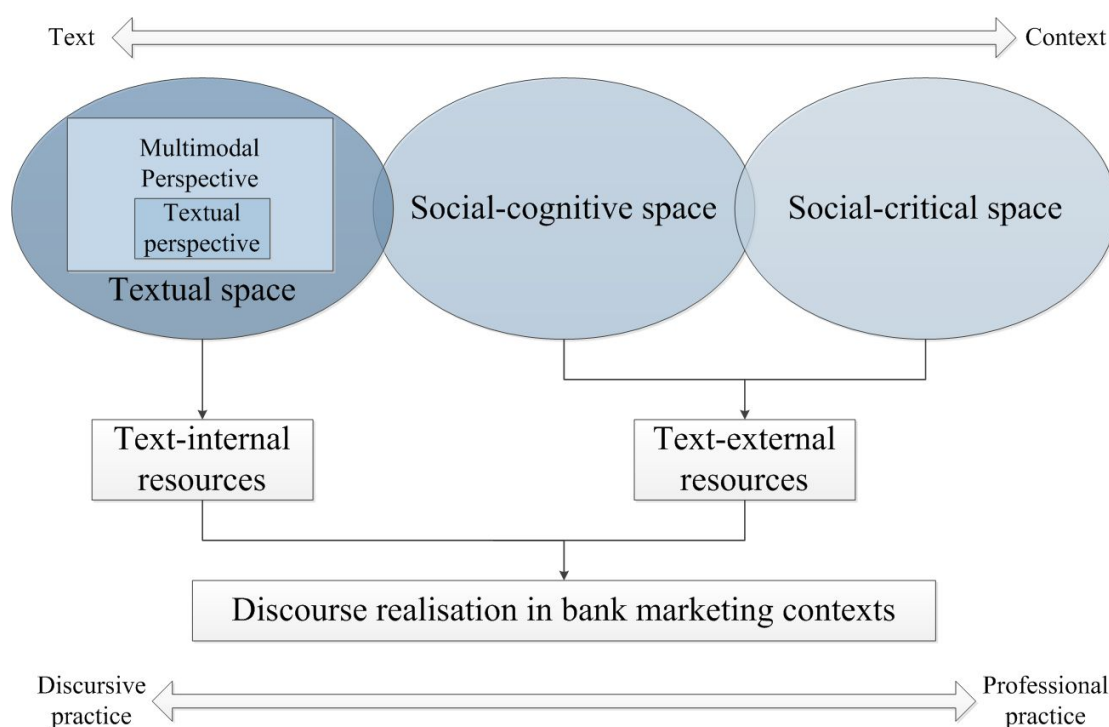 Text
Context
Multimodal
Perspective
Textual
perspective
Textual space
Social-cognitive space
Social-critical space
Text-internal
resources
Text-external
resources
Discourse realisation in bank marketing contexts
Discursive
practice
Professional
practice